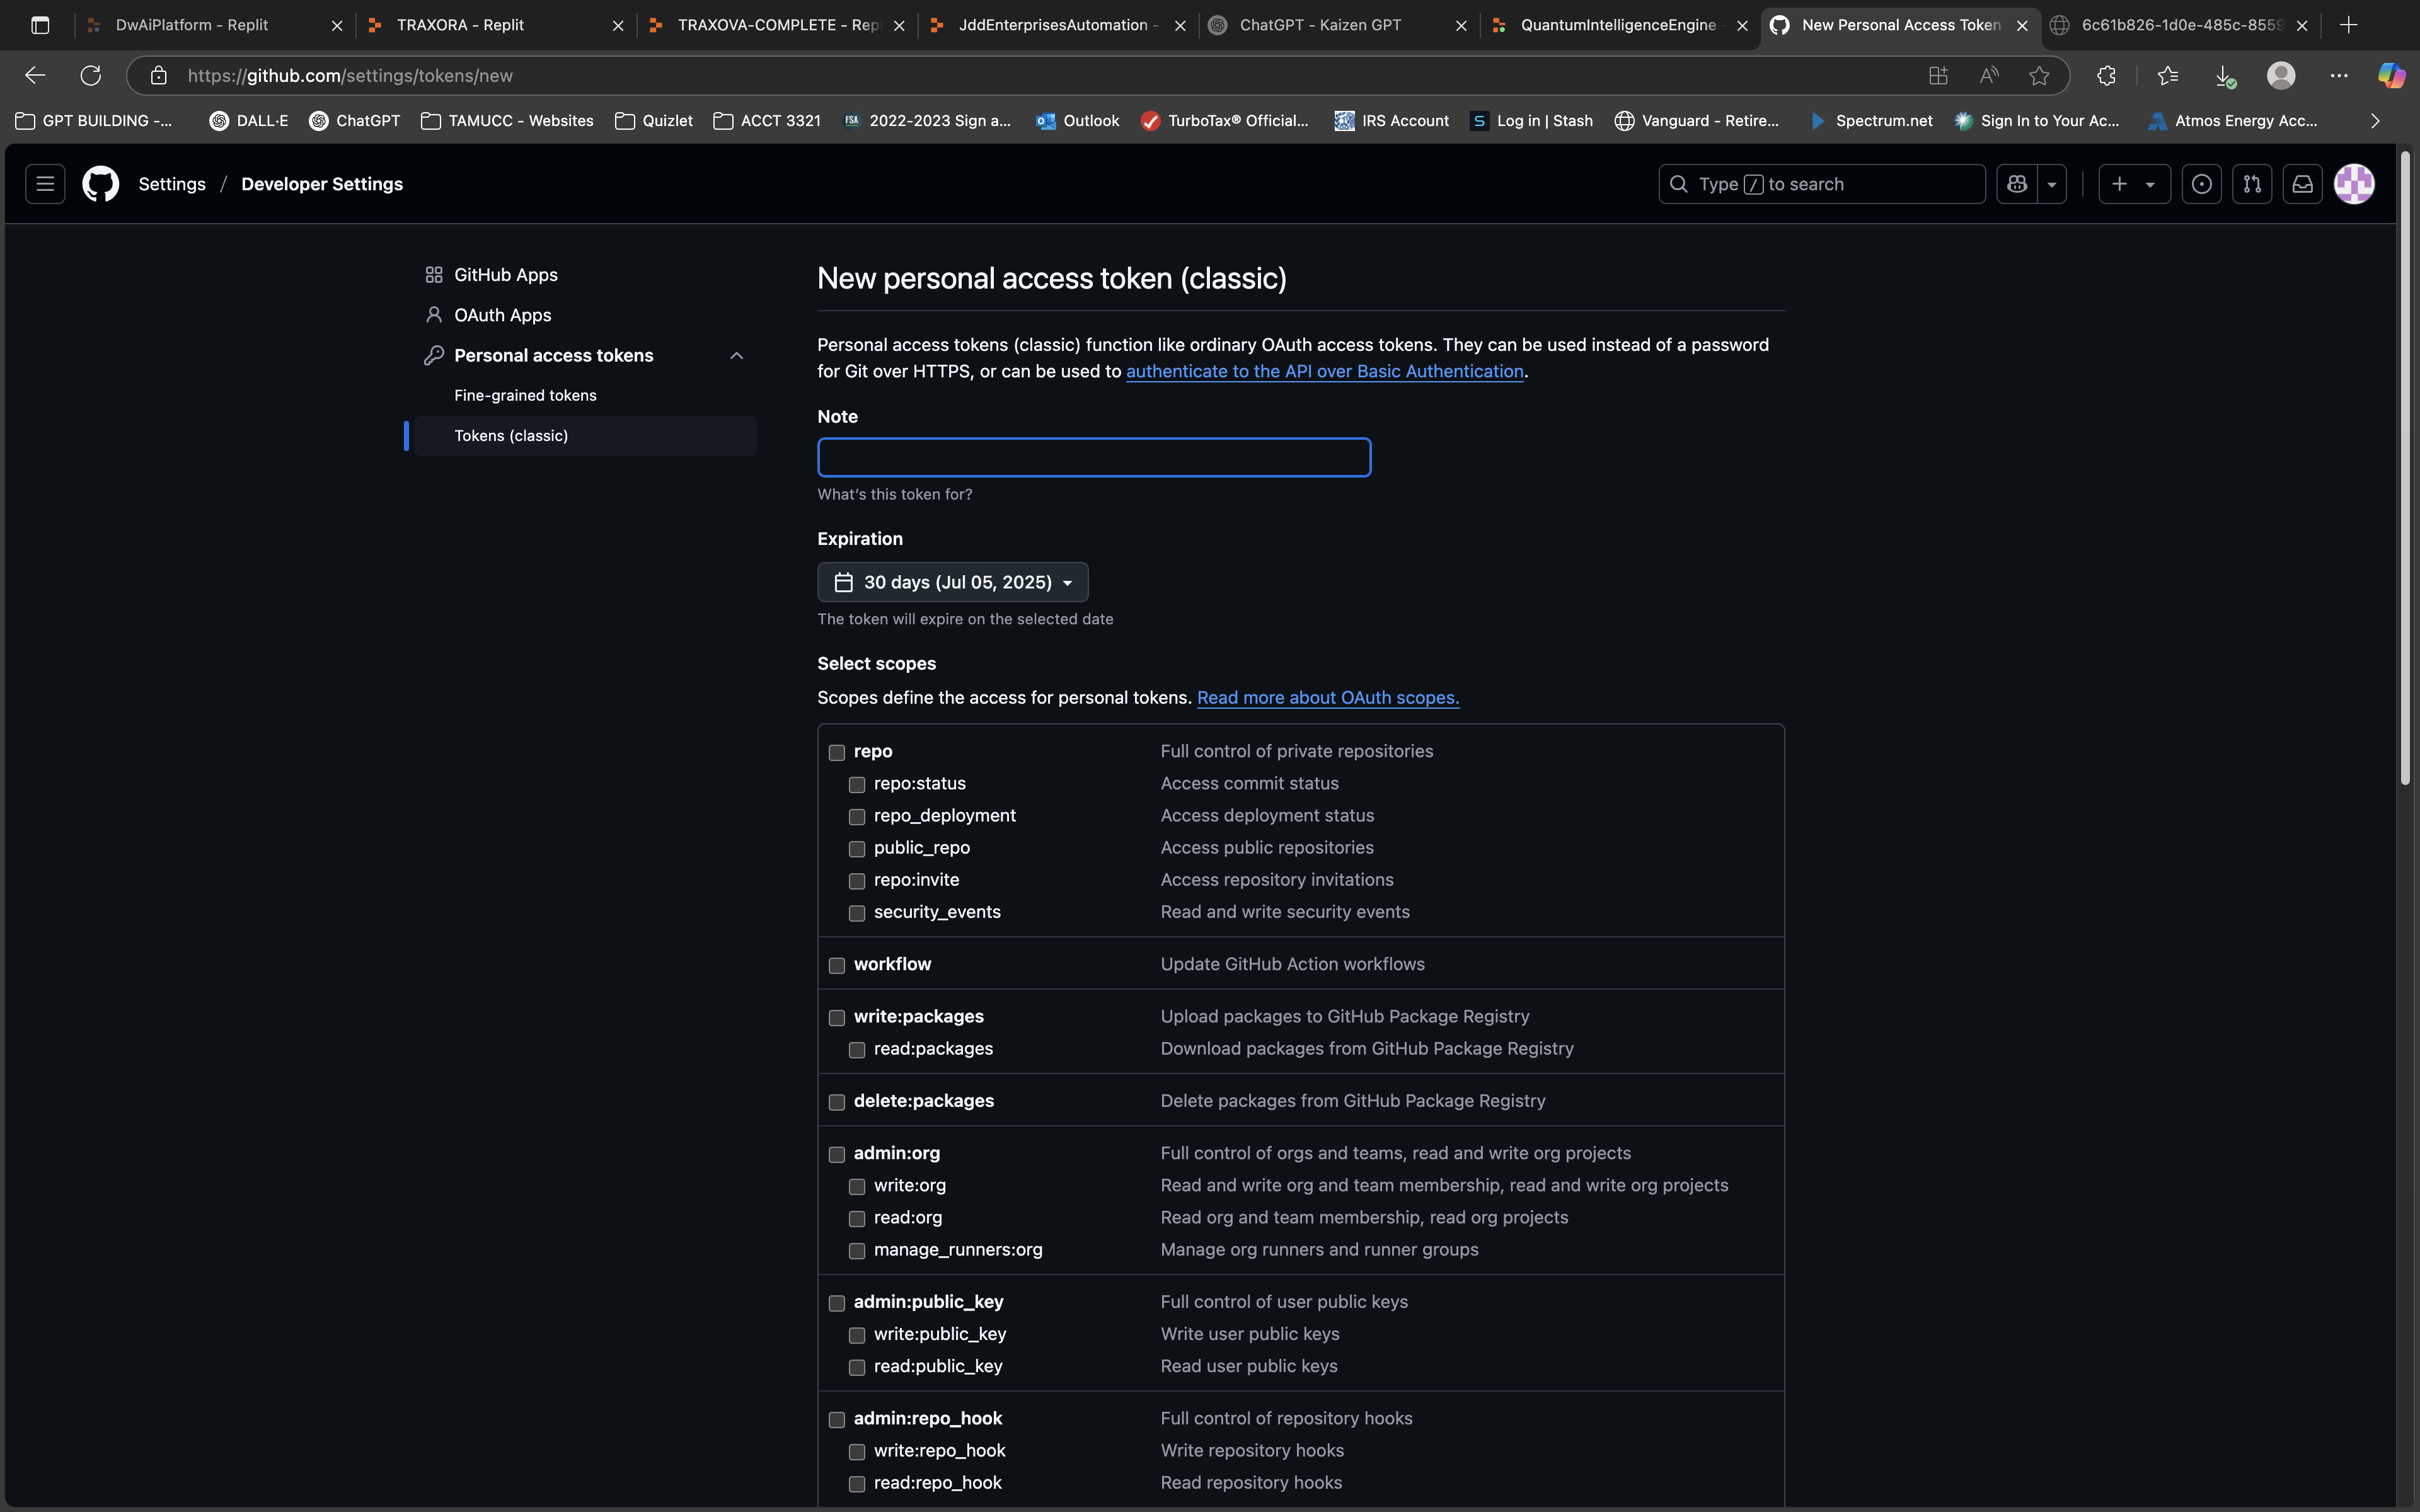 DwAiPlatform - Replit
TRAXORA - Replit
TRAXOVA-COMPLETE - Rep
JddEnterprisesAutomation -
ChatGPT - Kaizen GPT
QuantumIntelligenceEngine -
New Personal Access Token
6c61b826-1d0e-485c-8559
https://github.com/settings/tokens/new
GPT BUILDING -...
DALL·E
ChatGPT
TAMUCC - Websites
Quizlet
ACCT 3321
FSA
2022-2023 Sign a...
Outlook
TurboTax® Official...
IRS Account
S
Log in | Stash
Vanguard - Retire...
Spectrum.net
Sign In to Your Ac...
Atmos Energy Acc...
Settings / Developer Settings
Type / to search
GitHub Apps
OAuth Apps
Personal access tokens
Fine-grained tokens
Tokens (classic)
New personal access token (classic)
Personal access tokens (classic) function like ordinary OAuth access tokens. They can be used instead of a password
for Git over HTTPS, or can be used to authenticate to the API over Basic Authentication.
Note
What's this token for?
Expiration
30 days (Jul 05, 2025)
The token will expire on the selected date
Select scopes
Scopes define the access for personal tokens. Read more about OAuth scopes.
repo Full control of private repositories
repo:status Access commit status
repo_deployment Access deployment status
public_repo Access public repositories
repo:invite Access repository invitations
security_events Read and write security events
workflow Update GitHub Action workflows
write:packages Upload packages to GitHub Package Registry
read:packages Download packages from GitHub Package Registry
delete:packages Delete packages from GitHub Package Registry
admin:org Full control of orgs and teams, read and write org projects
write:org Read and write org and team membership, read and write org projects
read:org Read org and team membership, read org projects
manage_runners:org Manage org runners and runner groups
admin:public_key Full control of user public keys
write:public_key Write user public keys
read:public_key Read user public keys
admin:repo_hook Full control of repository hooks
write:repo_hook Write repository hooks
read:repo_hook Read repository hooks